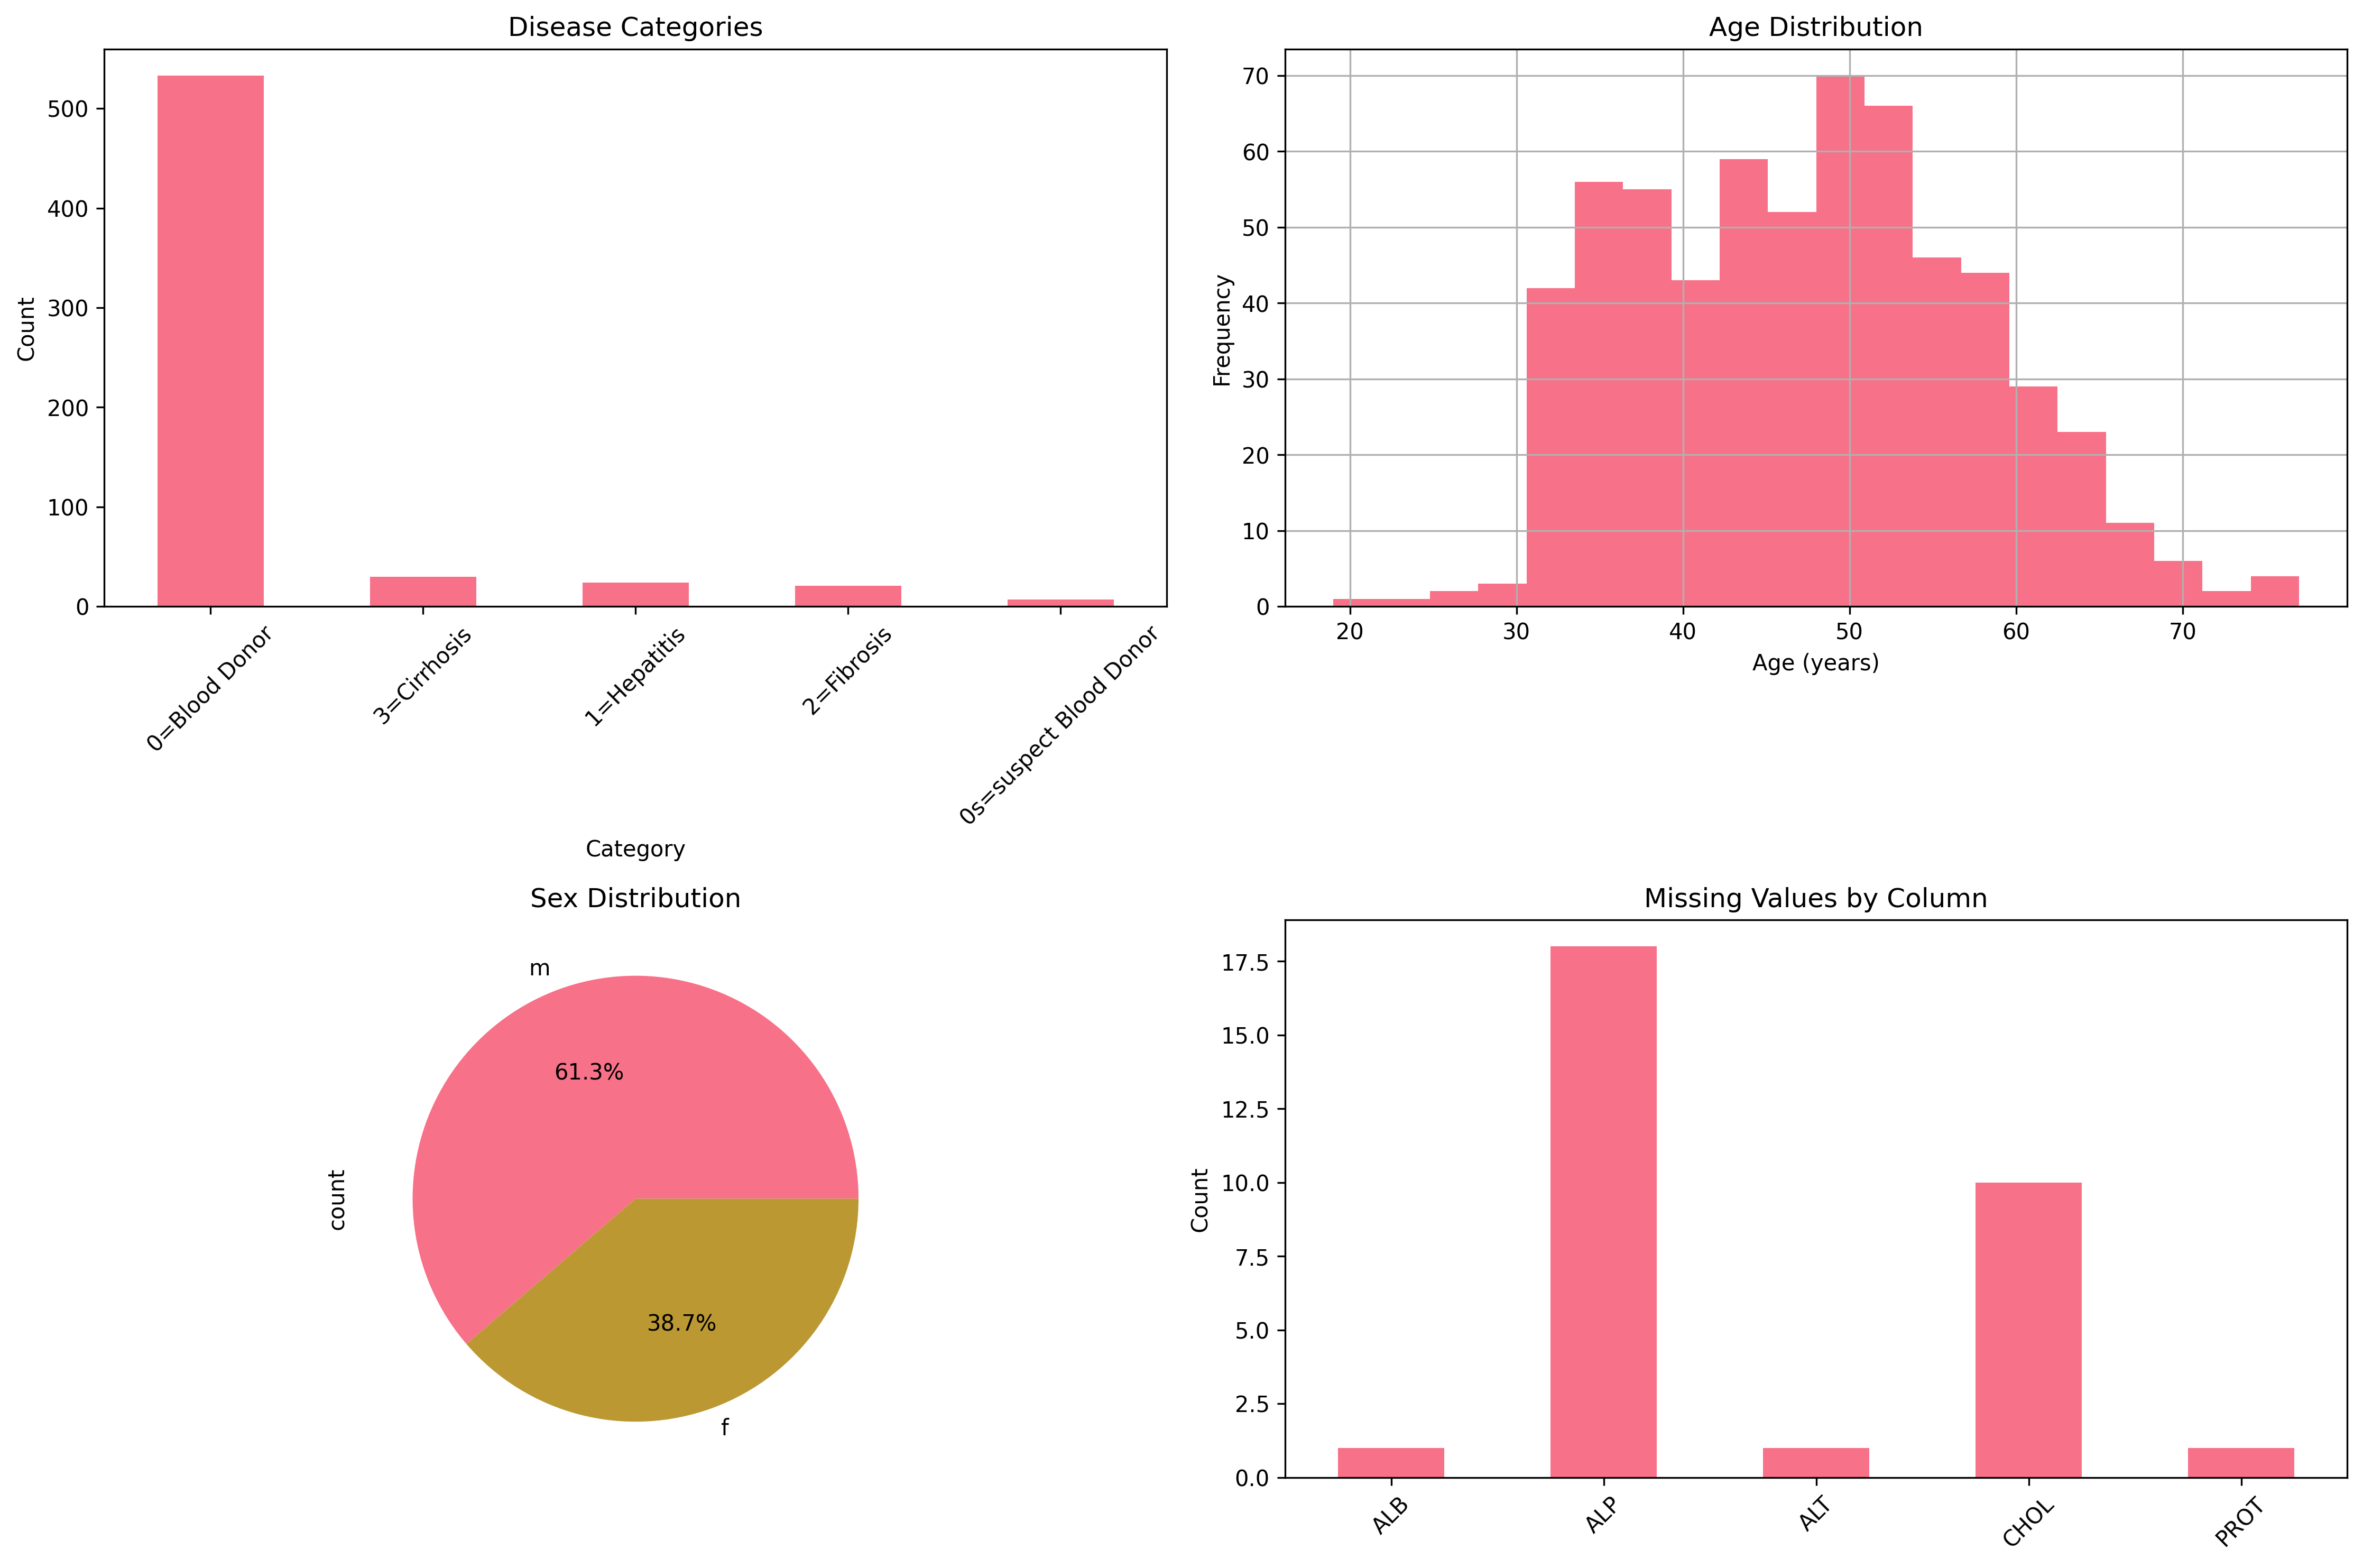 Disease Categories
Count
500
400
300
200
100
0
0=Blood Donor
3=Cirrhosis
1=Hepatitis
2=Fibrosis
0s=suspect Blood Donor
Category
Age Distribution
Frequency
70
60
50
40
30
20
10
0
20
30
40
50
60
70
Age (years)
Sex Distribution
count
m
61.3%
38.7%
f
Missing Values by Column
Count
17.5
15.0
12.5
10.0
7.5
5.0
2.5
0.0
ALB
ALP
ALT
CHOL
PROT